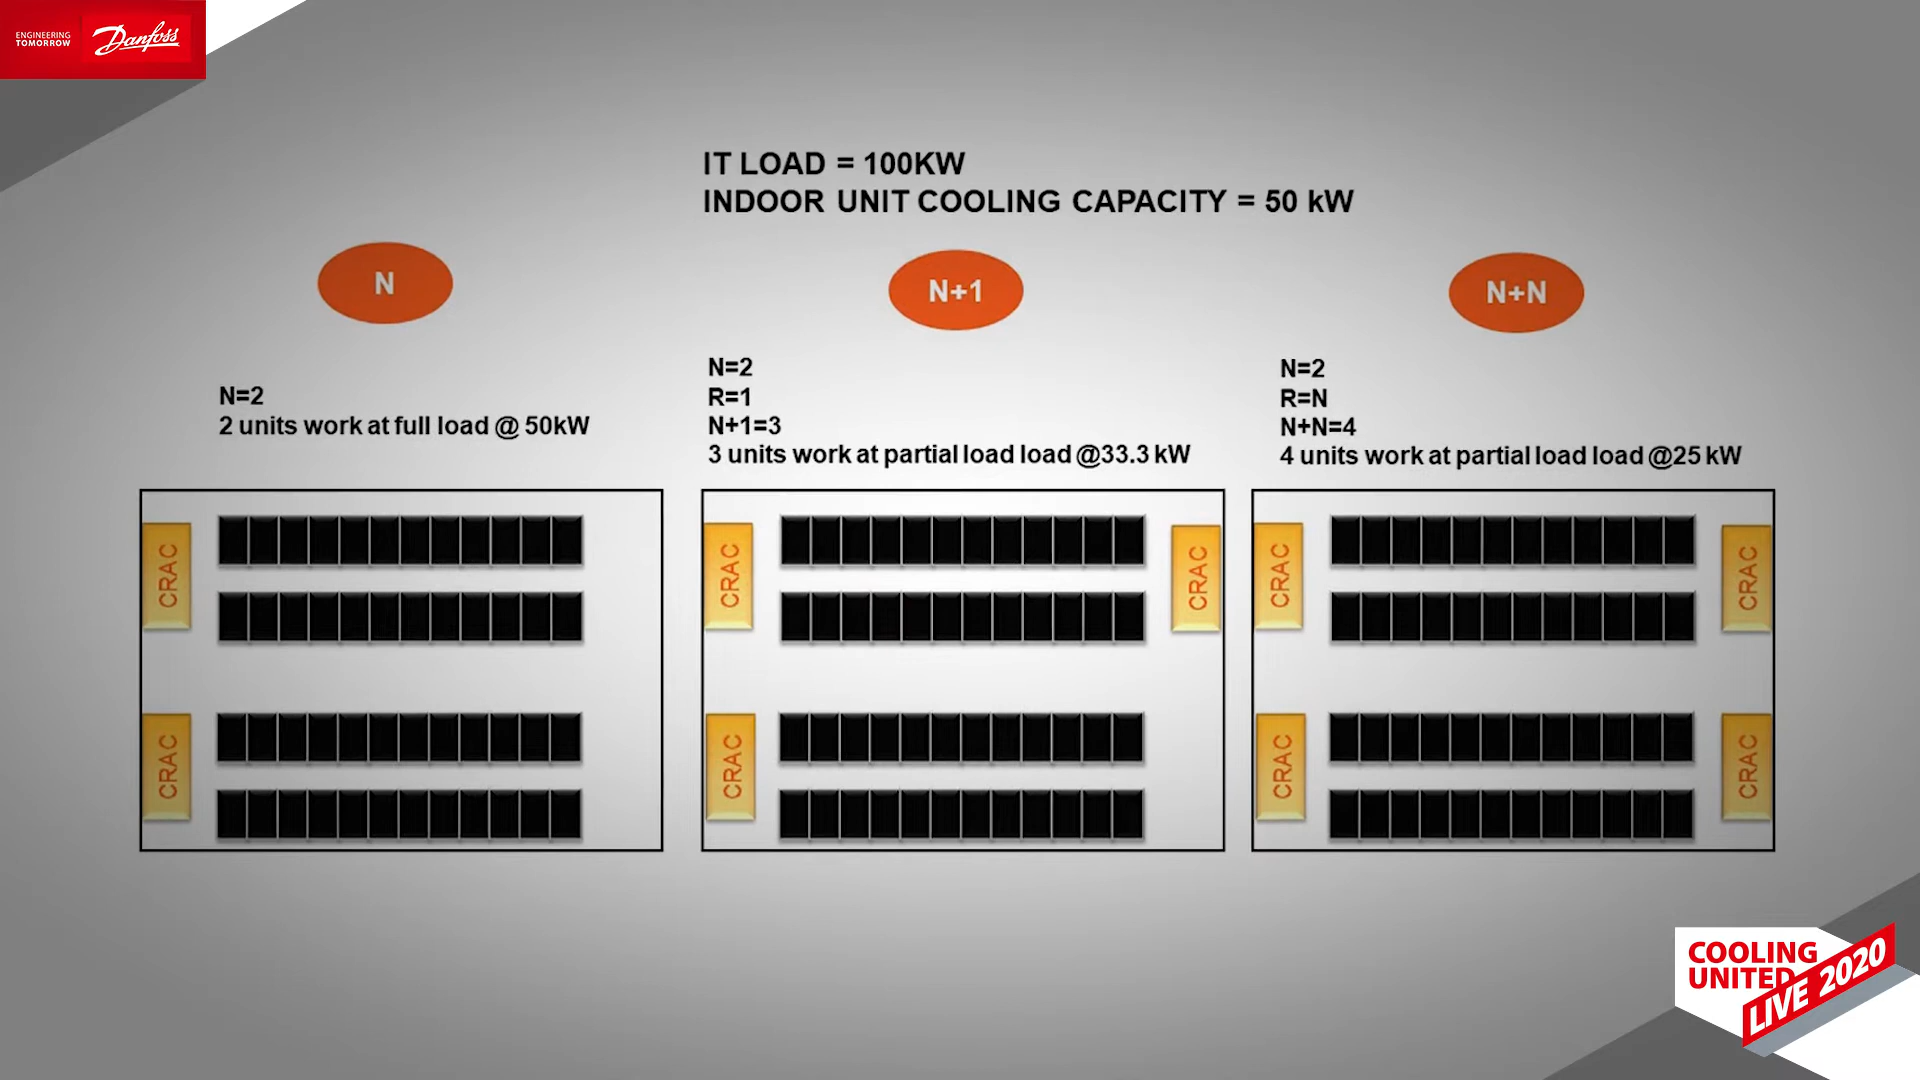 ENGINEERING
TOMORROW
Danfoss
IT LOAD = 100KW
INDOOR UNIT COOLING CAPACITY = 50 kW
N
N+1
N+N
N=2
2 units work at full load @ 50kW
N=2
R=1
N+1=3
3 units work at partial load load @33.3 kW
N=2
R=N
N+N=4
4 units work at partial load load @25 kW
CRAC
CRAC
CRAC
CRAC
CRAC
CRAC
CRAC
CRAC
CRAC
COOLING
UNITED
LIVE 2020